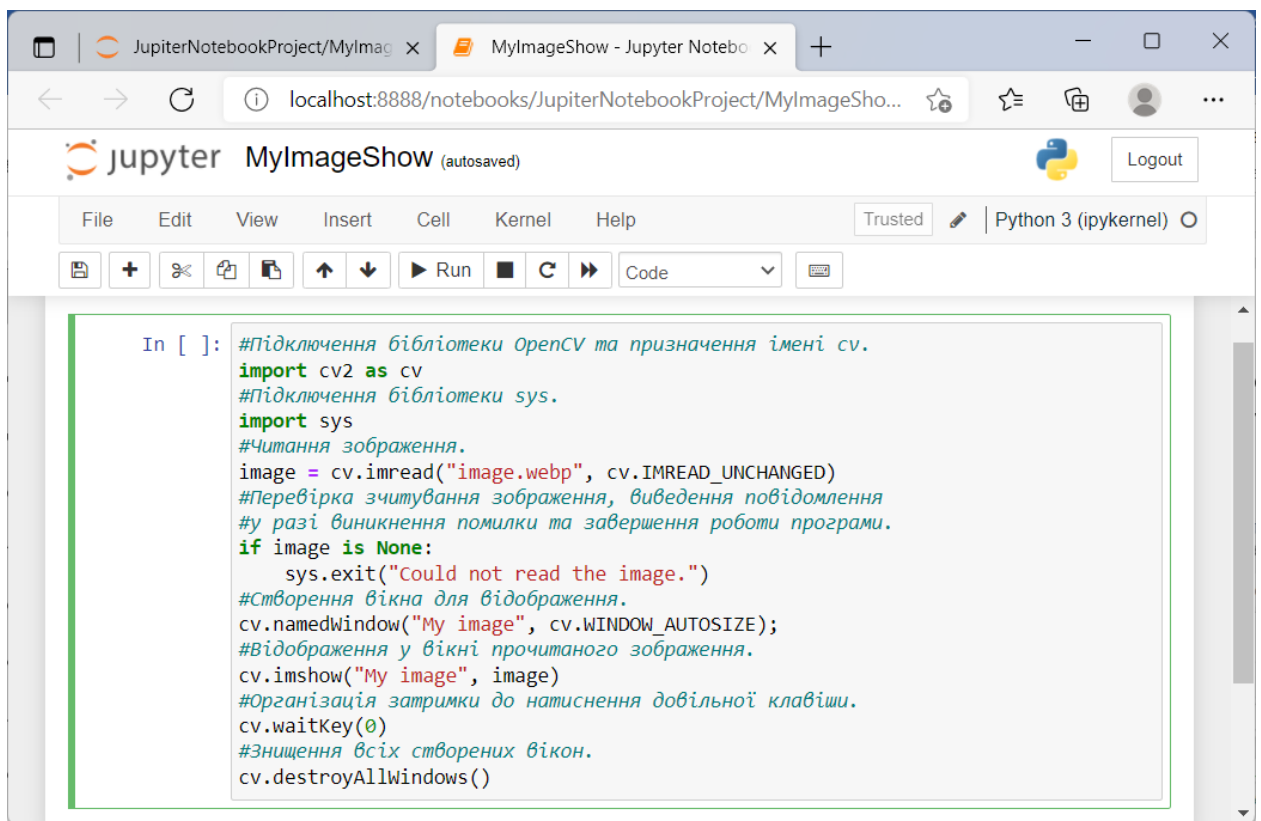 JupiterNotebookProject/MyImag
MyImageShow - Jupyter Notebo
localhost:8888/notebooks/JupiterNotebookProject/MyImageSho...
jupyter MyImageShow (autosaved)
Logout
File Edit View Insert Cell Kernel Help
Trusted
Python 3 (ipykernel)
Run
Code
In [ ]: #Підключення бібліотеки OpenCV та призначення імені cv.
import cv2 as cv
#Підключення бібліотеки sys.
import sys
#Читання зображення.
image = cv.imread("image.webp", cv.IMREAD_UNCHANGED)
#Перевірка зчитування зображення, виведення повідомлення
#у разі виникнення помилки та завершення роботи програми.
if image is None:
    sys.exit("Could not read the image.")
#Створення вікна для відображення.
cv.namedWindow("My image", cv.WINDOW_AUTOSIZE);
#Відображення у вікні прочитаного зображення.
cv.imshow("My image", image)
#Організація затримки до натиснення довільної клавіши.
cv.waitKey(0)
#Знищення всіх створених вікон.
cv.destroyAllWindows()